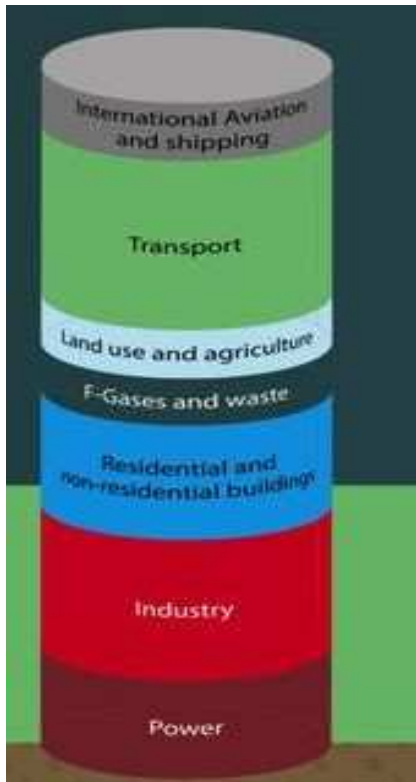 International Aviation
and shipping
Transport
Land use and agriculture
F-Gases and waste
Residential and
non-residential buildings
Industry
Power